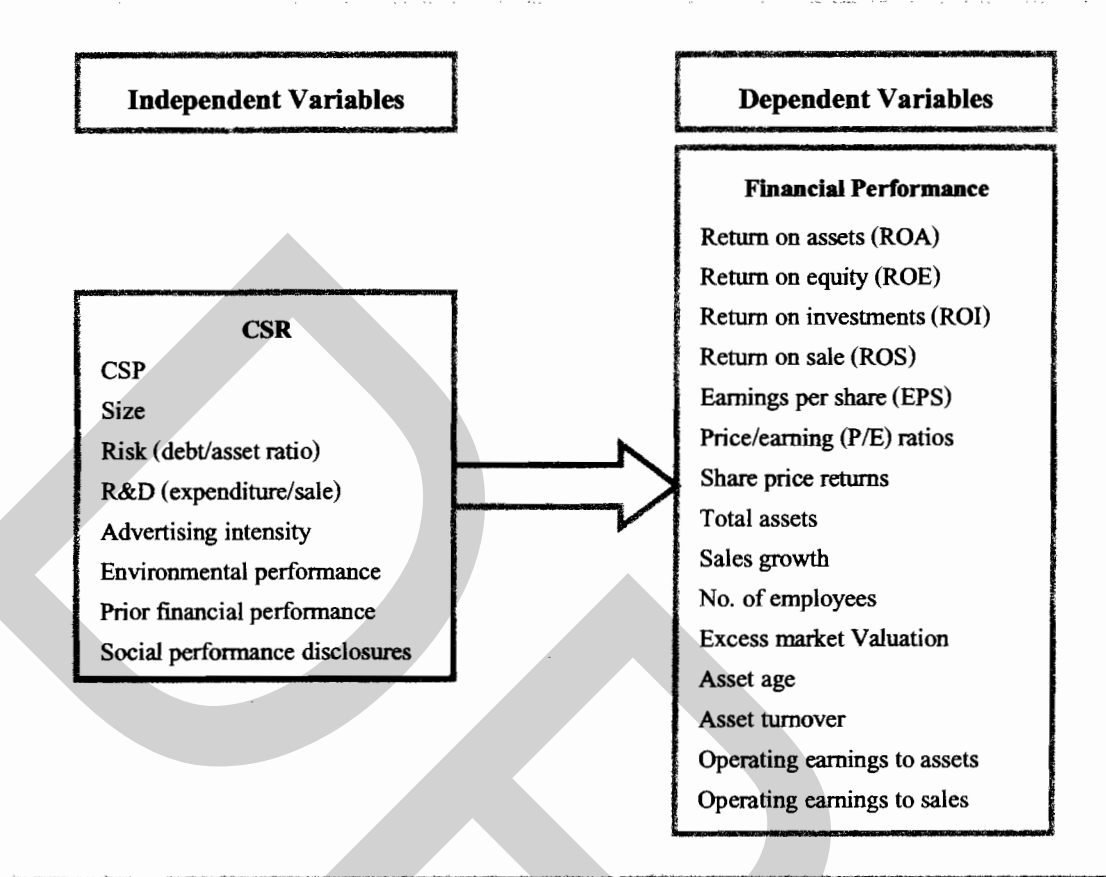 Independent Variables
CSR
CSP
Size
Risk (debt/asset ratio)
R&D (expenditure/sale)
Advertising intensity
Environmental performance
Prior financial performance
Social performance disclosures
Dependent Variables
Financial Performance
Return on assets (ROA)
Return on equity (ROE)
Return on investments (ROI)
Return on sale (ROS)
Earnings per share (EPS)
Price/earning (P/E) ratios
Share price returns
Total assets
Sales growth
No. of employees
Excess market Valuation
Asset age
Asset turnover
Operating earnings to assets
Operating earnings to sales